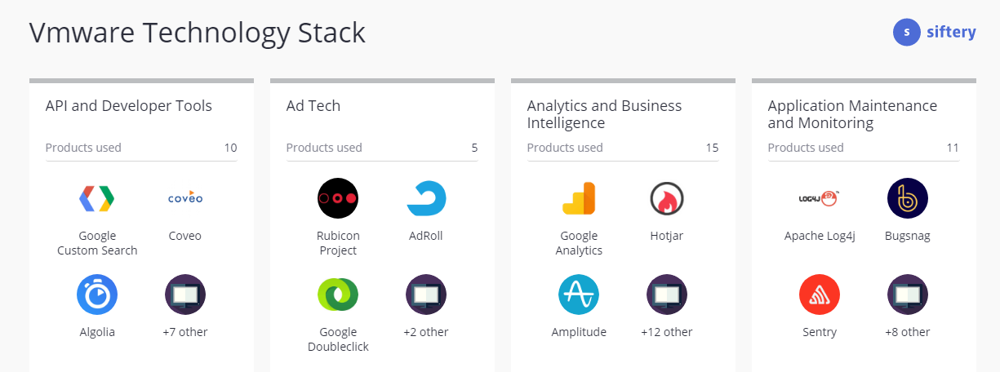 Vmware Technology Stack
s siftery
API and Developer Tools
Products used 10
coveo
Google
Custom Search
Coveo
Algolia
+7 other
Ad Tech
Products used 5
Rubicon
Project
AdRoll
Google
Doubleclick
+2 other
Analytics and Business
Intelligence
Products used 15
Google
Analytics
Hotjar
Amplitude
+12 other
Application Maintenance
and Monitoring
Products used 11
LOG4J
Apache Log4j
Bugsnag
Sentry
+8 other